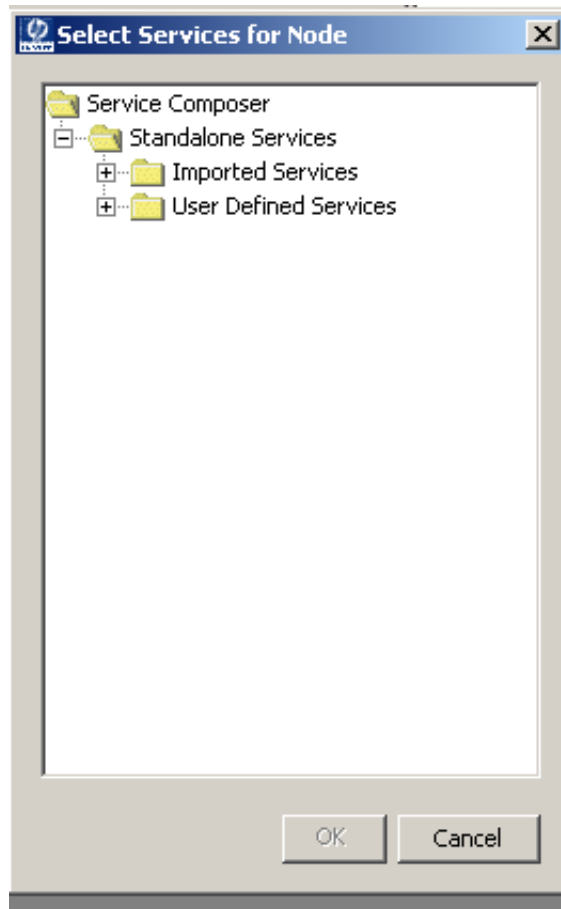 Select Services for Node
Service Composer
Standalone Services
Imported Services
User Defined Services
OK
Cancel